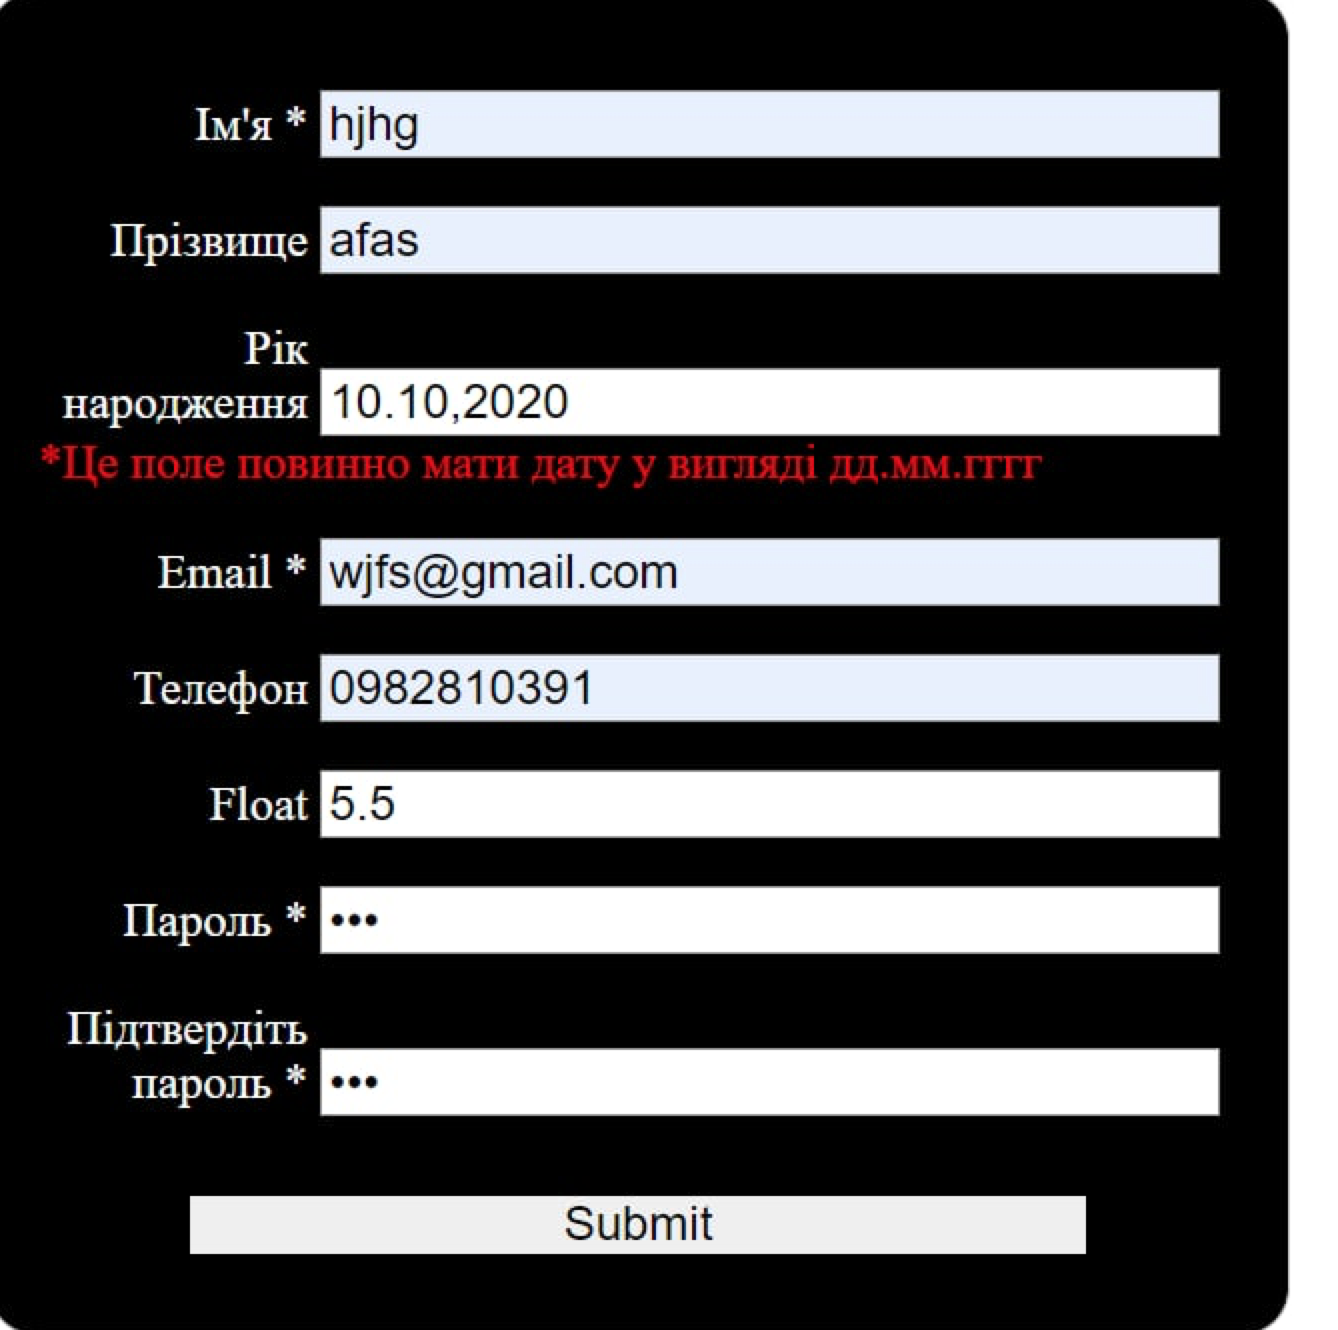 Ім'я * hjhg
Прізвище afas
Рік
народження 10.10,2020
*Це поле повинно мати дату у вигляді дд.мм.гггг
Email * wjfs@gmail.com
Телефон 0982810391
Float 5.5
Пароль * •••
Підтвердіть
пароль * •••
Submit